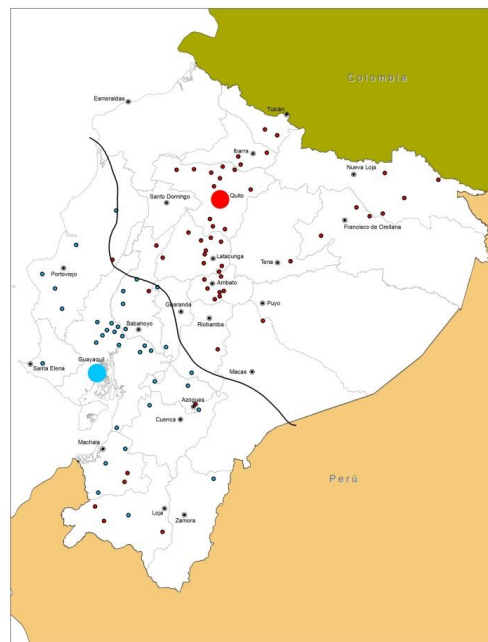 Colombia
Esmeraldas
Tulcán
Ibarra
Nueva Loja
Quito
Santo Domingo
Francisco de Orellana
Latacunga
Tena
Portoviejo
Ambato
Puyo
Guaranda
Riobamba
Babahoyo
Guayaquil
Santa Elena
Macas
Azogues
Cuenca
Machala
Perú
Loja
Zamora